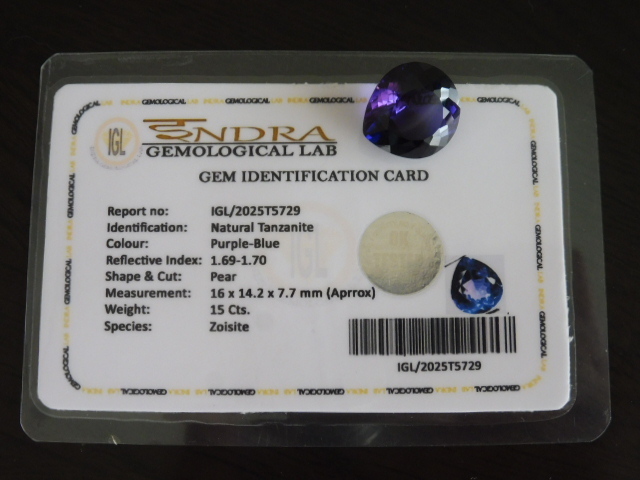 IGL
INDRA
GEMOLOGICAL LAB
GEM IDENTIFICATION CARD
Report no: IGL/2025T5729
Identification: Natural Tanzanite
Colour: Purple-Blue
Reflective Index: 1.69-1.70
Shape & Cut: Pear
Measurement: 16 x 14.2 x 7.7 mm (Aprrox)
Weight: 15 Cts.
Species: Zoisite
IGL/2025T5729